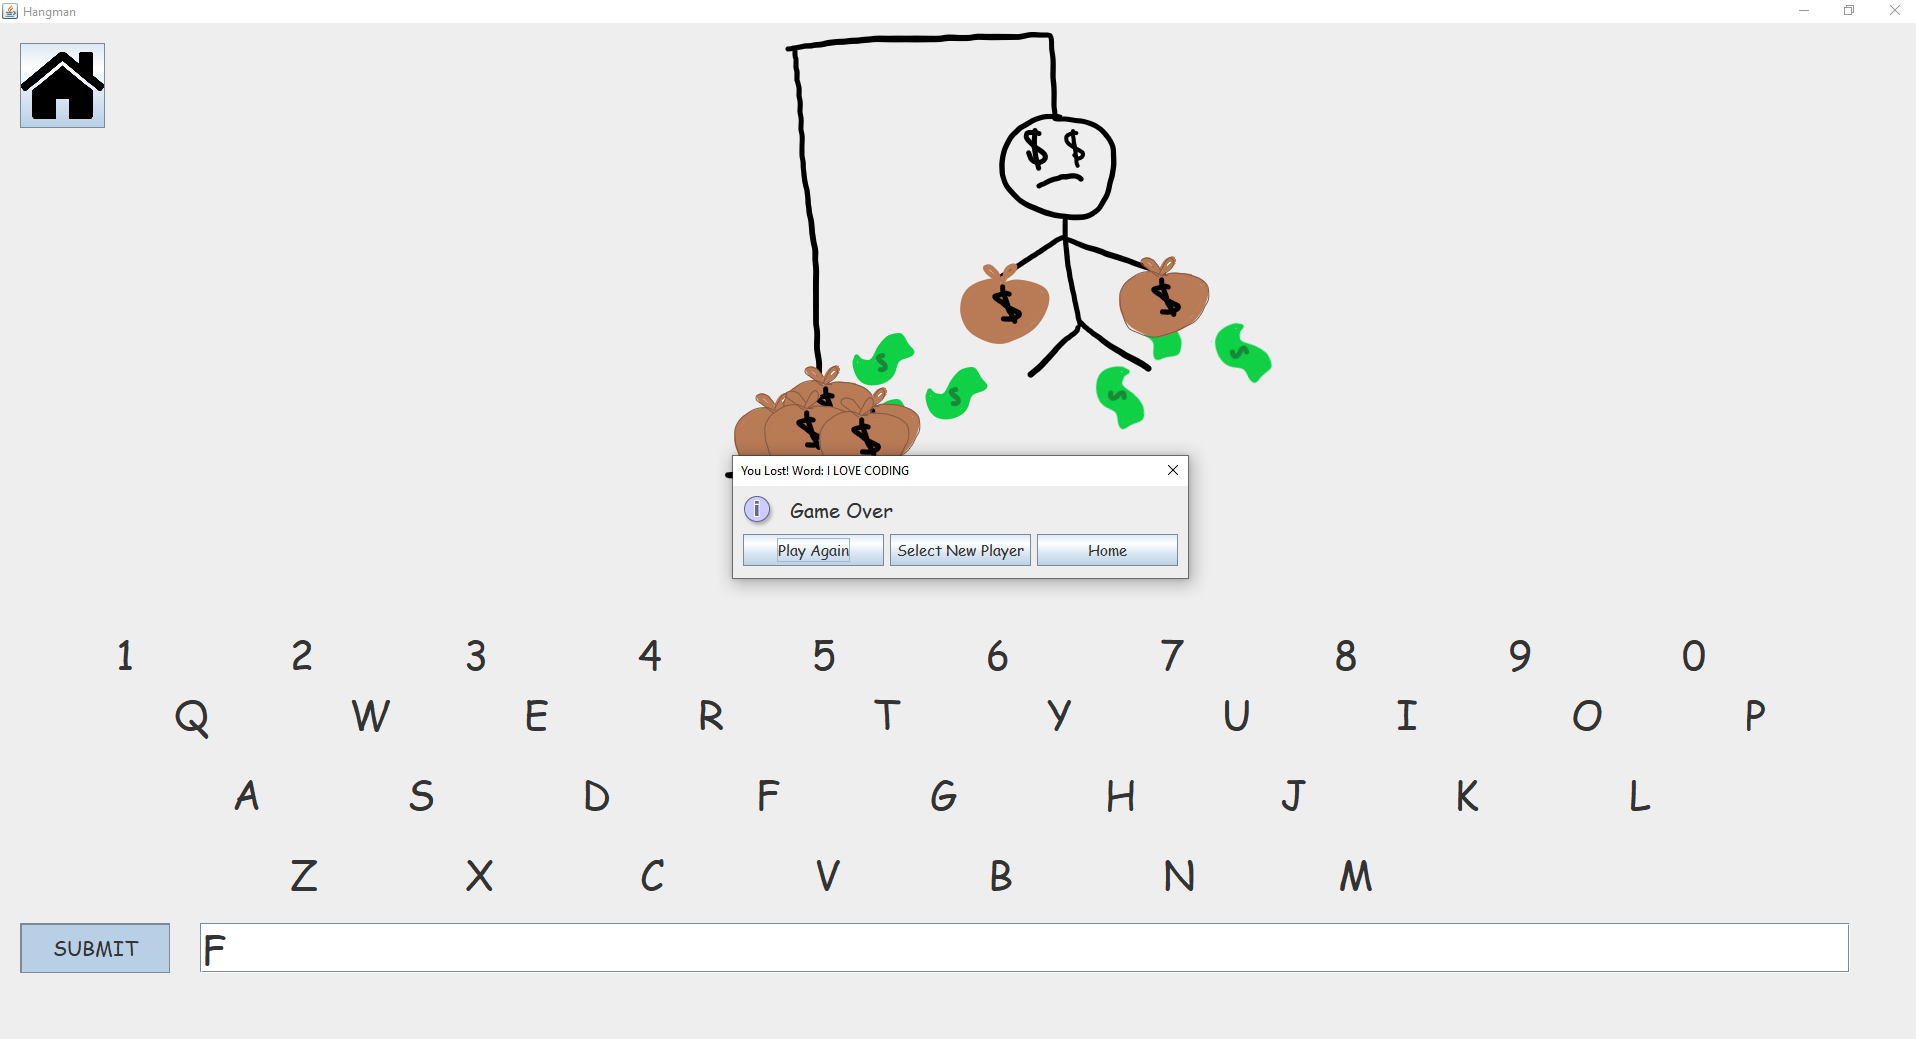 Hangman
$ $
$ $
$ $ $ $
$ $ $
You Lost! Word: I LOVE CODING
Game Over
Play Again Select New Player Home
1 2 3 4 5 6 7 8 9 0
Q W E R T Y U I O P
A S D F G H J K L
Z X C V B N M
SUBMIT F